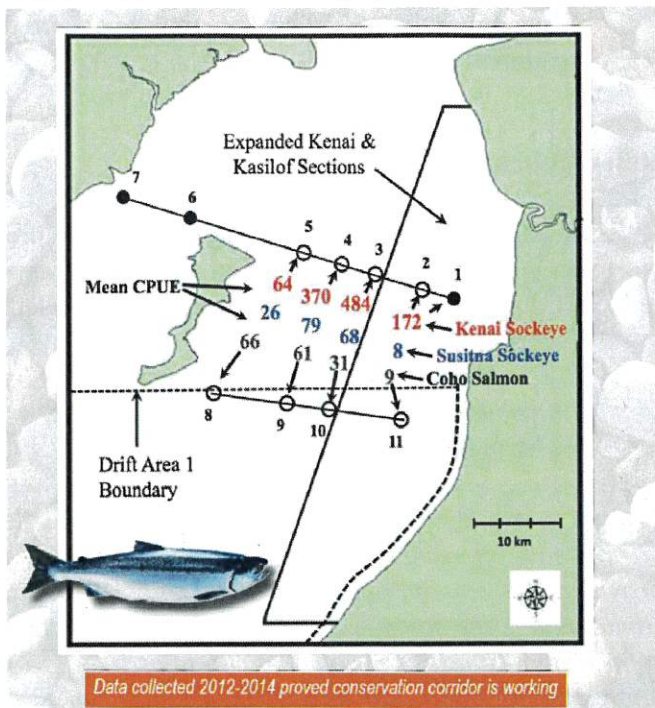 Expanded Kenai &
Kasilof Sections
7
6
5
4
3
2
1
Mean CPUE
64
370
484
172
Kenai Sockeye
26
79
68
8
Susitna Sockeye
66
61
31
9
Coho Salmon
8
9
10
11
Drift Area 1
Boundary
10 km
Data collected 2012-2014 proved conservation corridor is working